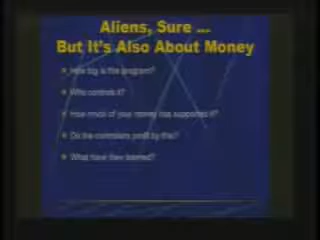 Aliens, Sure ...
But It's Also About Money
How big is the program?
Who controls it?
How much of your money has supported it?
Do the controllers profit by this?
What have they learned?